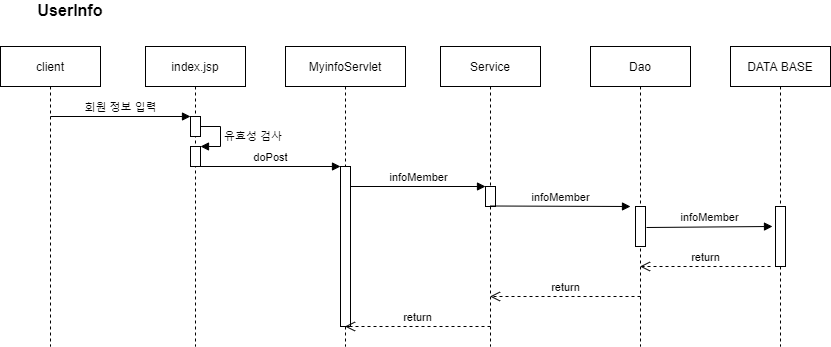 UserInfo
client
index.jsp
MyinfoServlet
Service
Dao
DATA BASE
회원 정보 입력
유효성 검사
doPost
infoMember
infoMember
infoMember
return
return
return